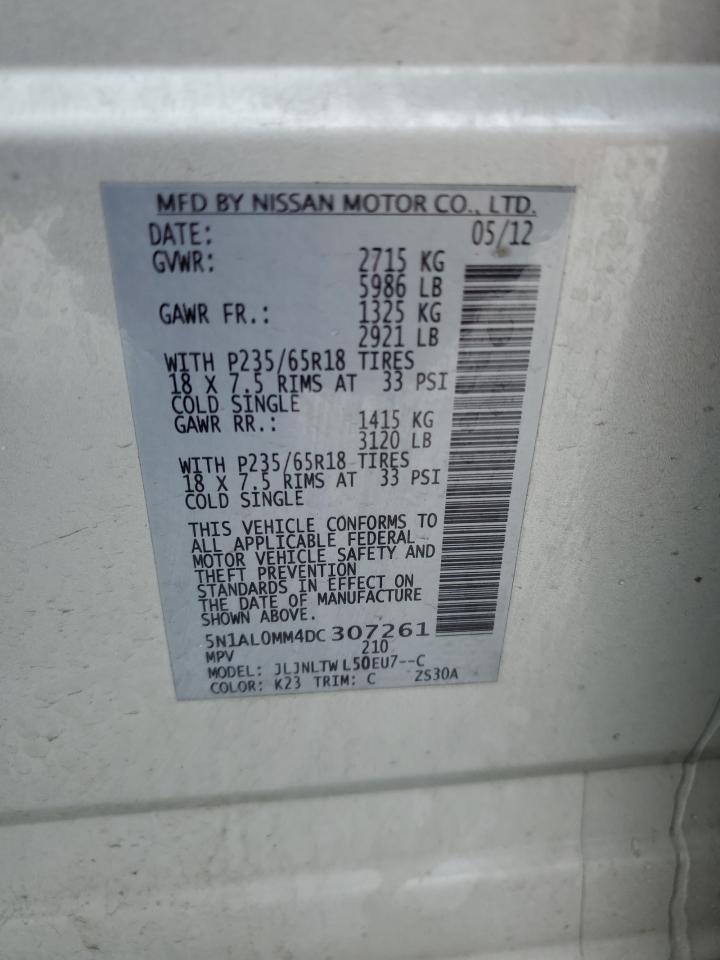 MFD BY NISSAN MOTOR CO., LTD.
DATE: 05/12
GVWR: 2715 KG
5986 LB
GAWR FR.: 1325 KG
2921 LB
WITH P235/65R18 TIRES
18 X 7.5 RIMS AT 33 PSI
COLD SINGLE
GAWR RR.: 1415 KG
3120 LB
WITH P235/65R18 TIRES
18 X 7.5 RIMS AT 33 PSI
COLD SINGLE
THIS VEHICLE CONFORMS TO
ALL APPLICABLE FEDERAL
MOTOR VEHICLE SAFETY AND
THEFT PREVENTION
STANDARDS IN EFFECT ON
THE DATE OF MANUFACTURE
SHOWN ABOVE.
5N1AL0MM4DC 307261
MPV 210
MODEL: JLJNLTW L50EU7--C
COLOR: K23 TRIM: C ZS30A